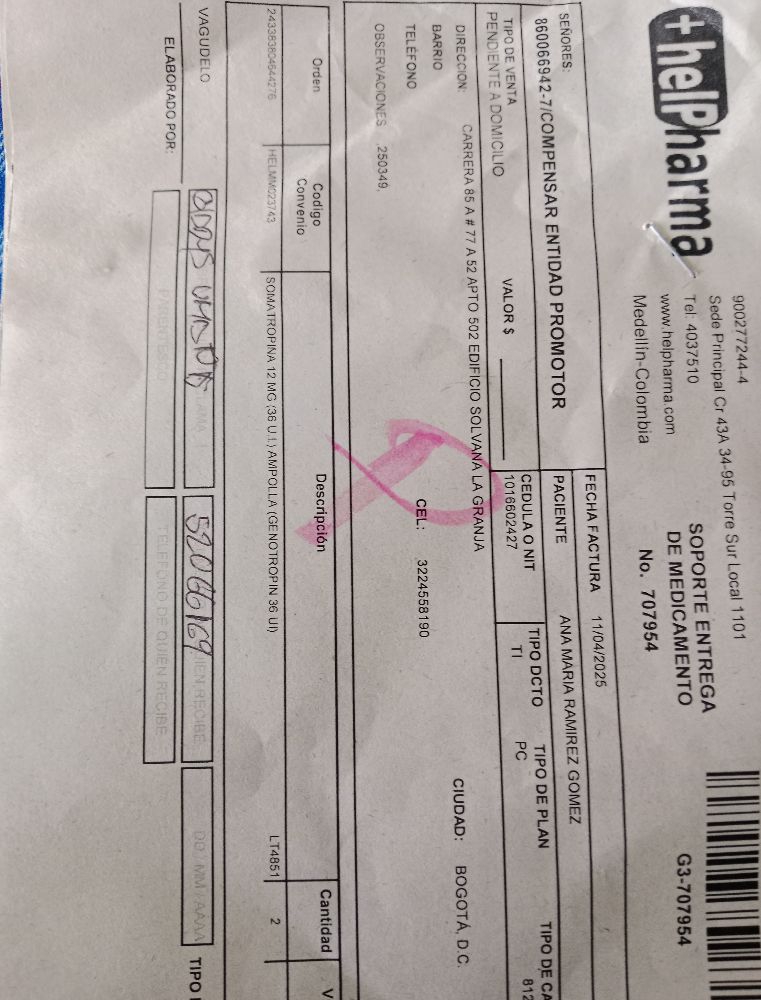 +helPharma
900277244-4
Sede Principal Cr 43A 34-95 Torre Sur Local 1101
Tel: 4037510
www.helpharma.com
Medellín-Colombia
SOPORTE ENTREGA
DE MEDICAMENTO
No. 707954
G3-707954
FECHA FACTURA 11/04/2025
SEÑORES:
860066942-7/COMPENSAR ENTIDAD PROMOTOR
PACIENTE ANA MARIA RAMIREZ GOMEZ
TIPO DE VENTA
PENDIENTE A DOMICILIO
VALOR $
CEDULA O NIT
1016602427
TIPO DCTO
TI
TIPO DE PLAN
PC
TIPO DE CA
812
DIRECCION: CARRERA 85 A # 77 A 52 APTO 502 EDIFICIO SOLVANA LA GRANJA
BARRIO
CIUDAD: BOGOTÁ, D.C.
TELÉFONO
CEL: 3224558190
OBSERVACIONES 250349,
Orden Codigo Convenio Descripción Cantidad V
243383804644276 HELMM023743 SOMATROPINA 12 MG (36 U.I.) AMPOLLA (GENOTROPIN 36 UI) LT4851 2
VAGUDELO
52066169
IEN RECIBE
DD / MM / AAAA
TIPO
ELABORADO POR:
PARENTESCO
TELEFONO DE QUIEN RECIBE